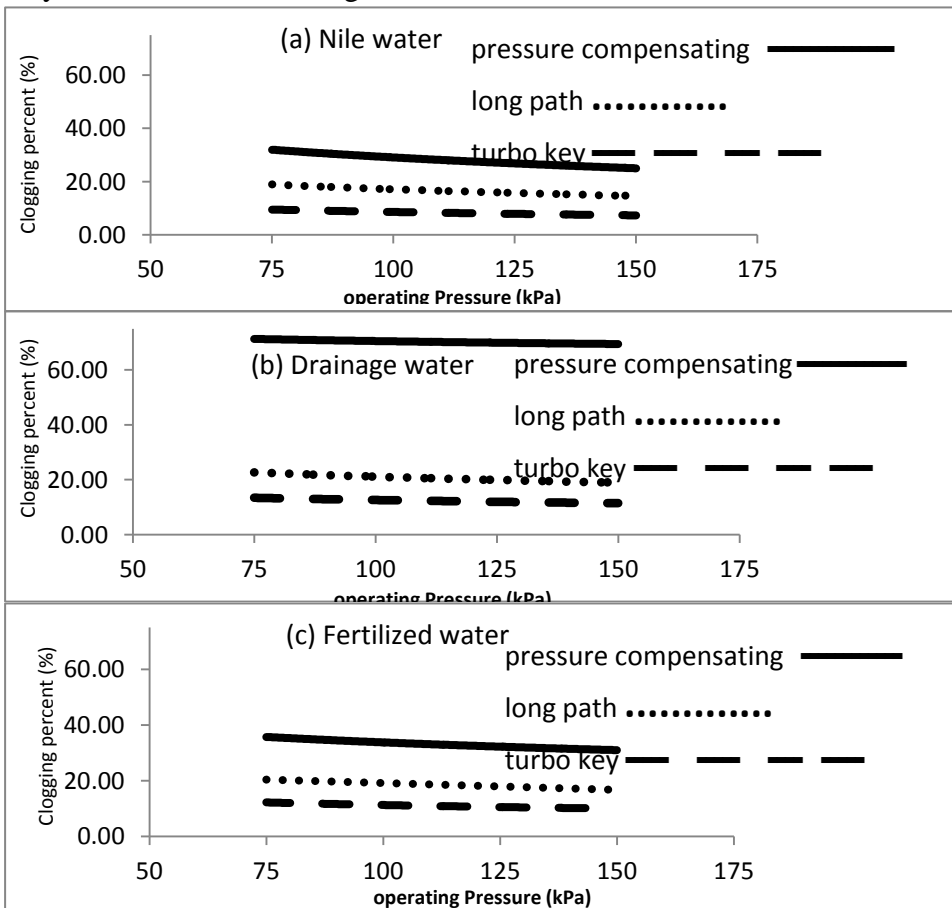 (a) Nile water
pressure compensating
long path
turbo key
Clogging percent (%)
60.00
40.00
20.00
0.00
50 75 100 125 150 175
operating Pressure (kPa)
(b) Drainage water
pressure compensating
long path
turbo key
Clogging percent (%)
60.00
40.00
20.00
0.00
50 75 100 125 150 175
operating Pressure (kPa)
(c) Fertilized water
pressure compensating
long path
turbo key
Clogging percent (%)
60.00
40.00
20.00
0.00
50 75 100 125 150 175
operating Pressure (kPa)